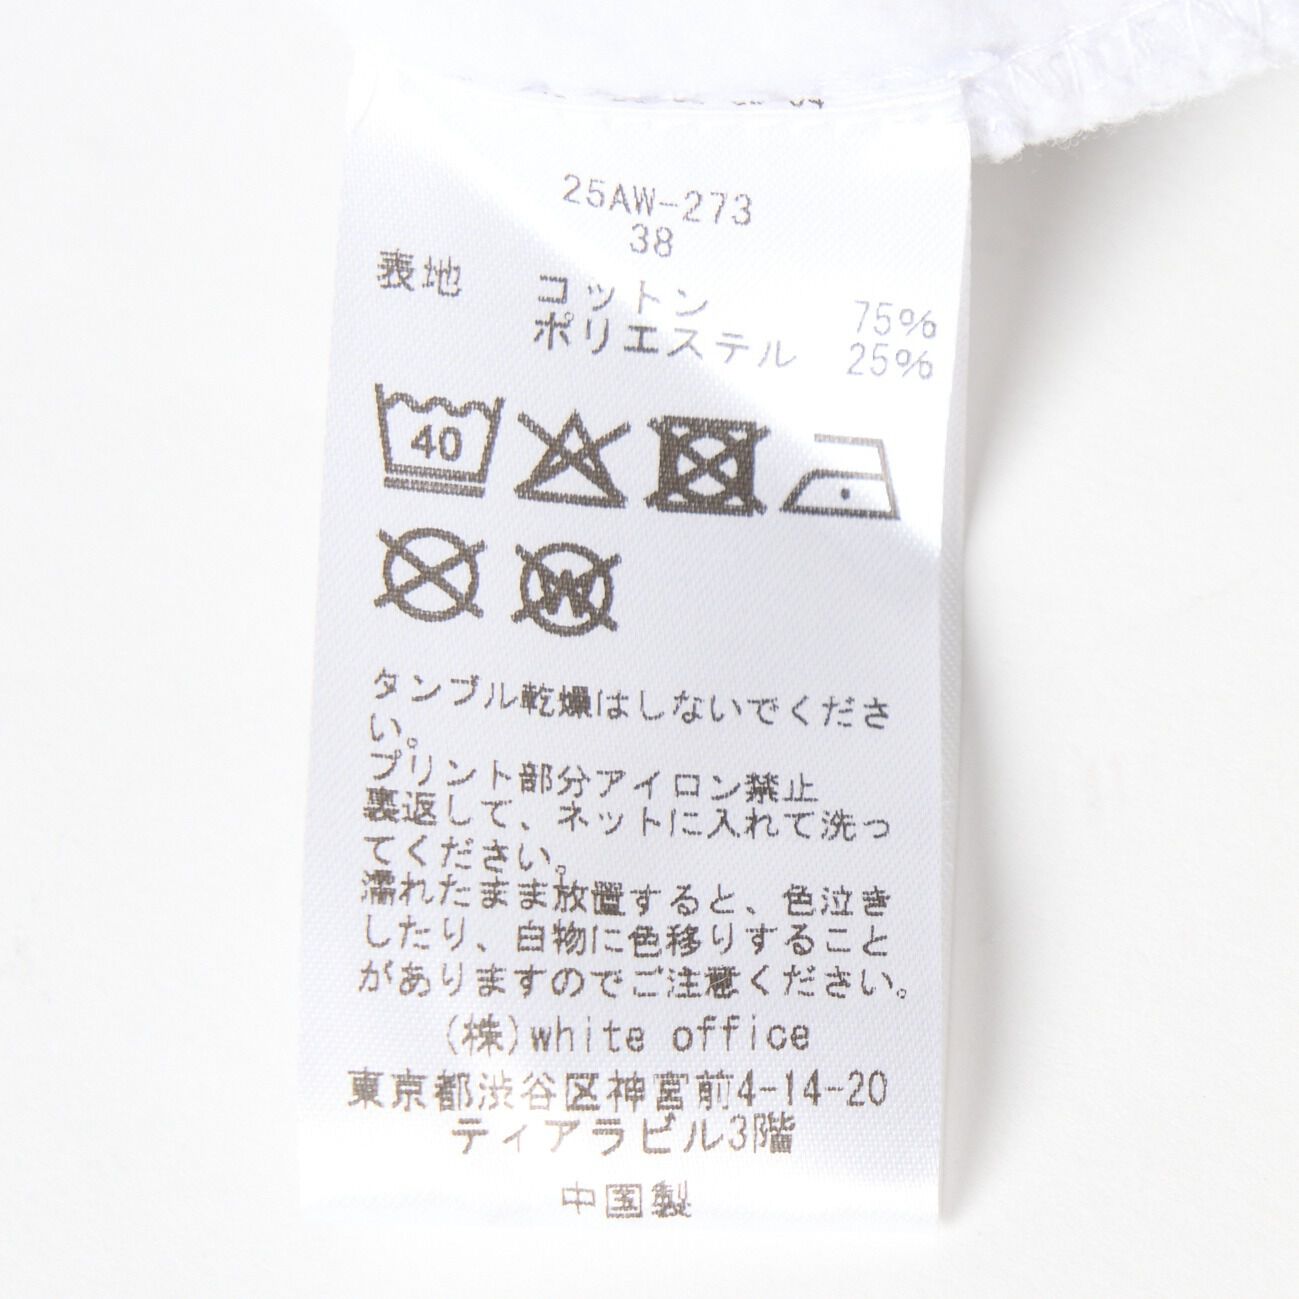 25AW-273
38
表地 コットン 75%
ポリエステル 25%
40
W
タンブル乾燥はしないでくださ
い。
プリント部分アイロン禁止
裏返して、ネットに入れて洗っ
てください。
濡れたまま放置すると、色泣き
したり、白物に色移りすること
がありますのでご注意ください。
(株)white office
東京都渋谷区神宮前4-14-20
ティアラビル3階
中国製